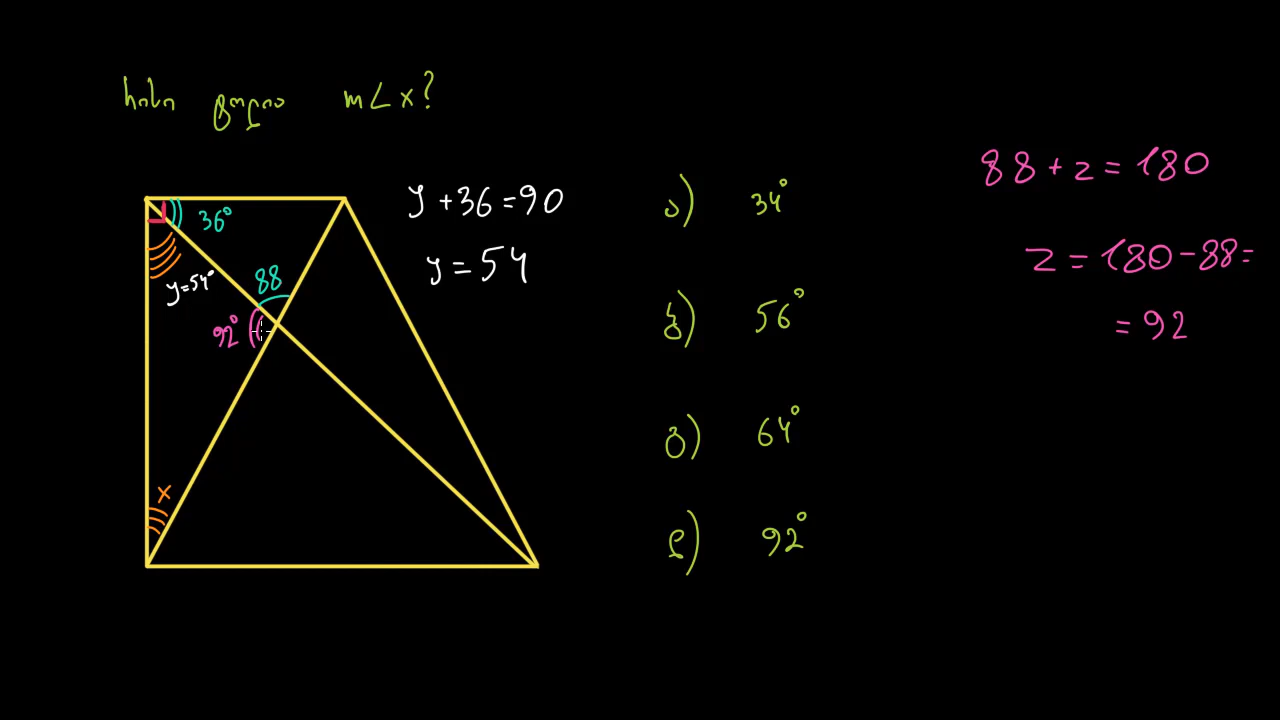 რისი ტოლია m∠x?
36°
y=54°
88
92°
x
y + 36 = 90
y = 54
ა) 34°
ბ) 56°
გ) 64°
დ) 92°
88 + z = 180
z = 180 - 88 =
= 92